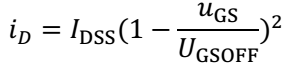 i_D = I_DSS(1 − u_GS / U_GSOFF)²